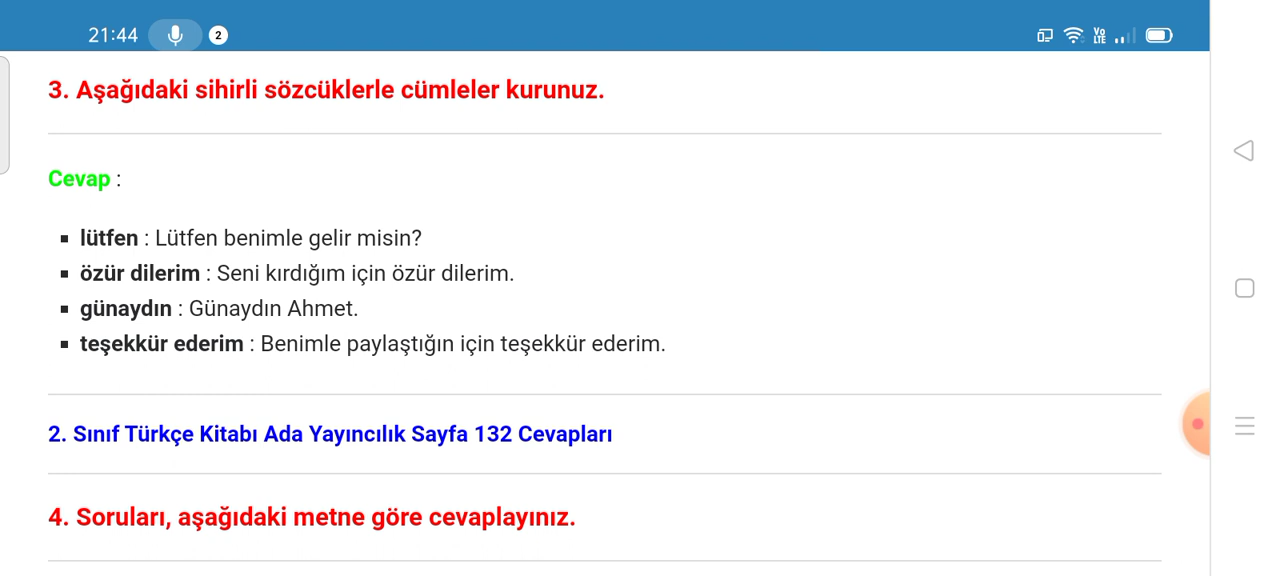 21:44 2 Vo LTE
3. Aşağıdaki sihirli sözcüklerle cümleler kurunuz.
Cevap :
▪ lütfen : Lütfen benimle gelir misin?
▪ özür dilerim : Seni kırdığım için özür dilerim.
▪ günaydın : Günaydın Ahmet.
▪ teşekkür ederim : Benimle paylaştığın için teşekkür ederim.
2. Sınıf Türkçe Kitabı Ada Yayıncılık Sayfa 132 Cevapları
4. Soruları, aşağıdaki metne göre cevaplayınız.